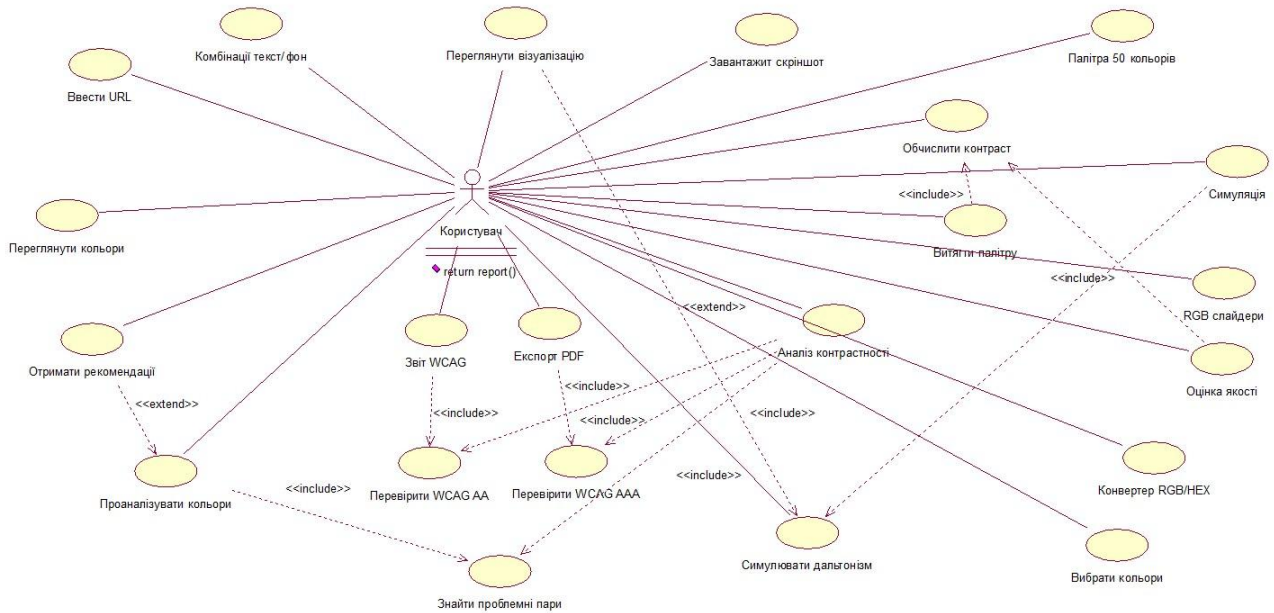 Комбінації текст/фон
Переглянути візуалізацію
Завантажит скріншот
Палітра 50 кольорів
Ввести URL
Обчислити контраст
<<include>>
Симуляція
Переглянути кольори
Користувач
Витягти палітру
return report()
<<include>>
<<extend>>
RGB слайдери
Звіт WCAG
Експорт PDF
Аналіз контрастності
Отримати рекомендації
Оцінка якості
<<extend>>
<<include>>
<<include>>
<<include>>
<<include>>
<<include>>
<<include>>
Проаналізувати кольори
Перевірити WCAG AA
Перевірити WCAG AAA
Конвертер RGB/HEX
Симулювати дальтонізм
Вибрати кольори
Знайти проблемні пари